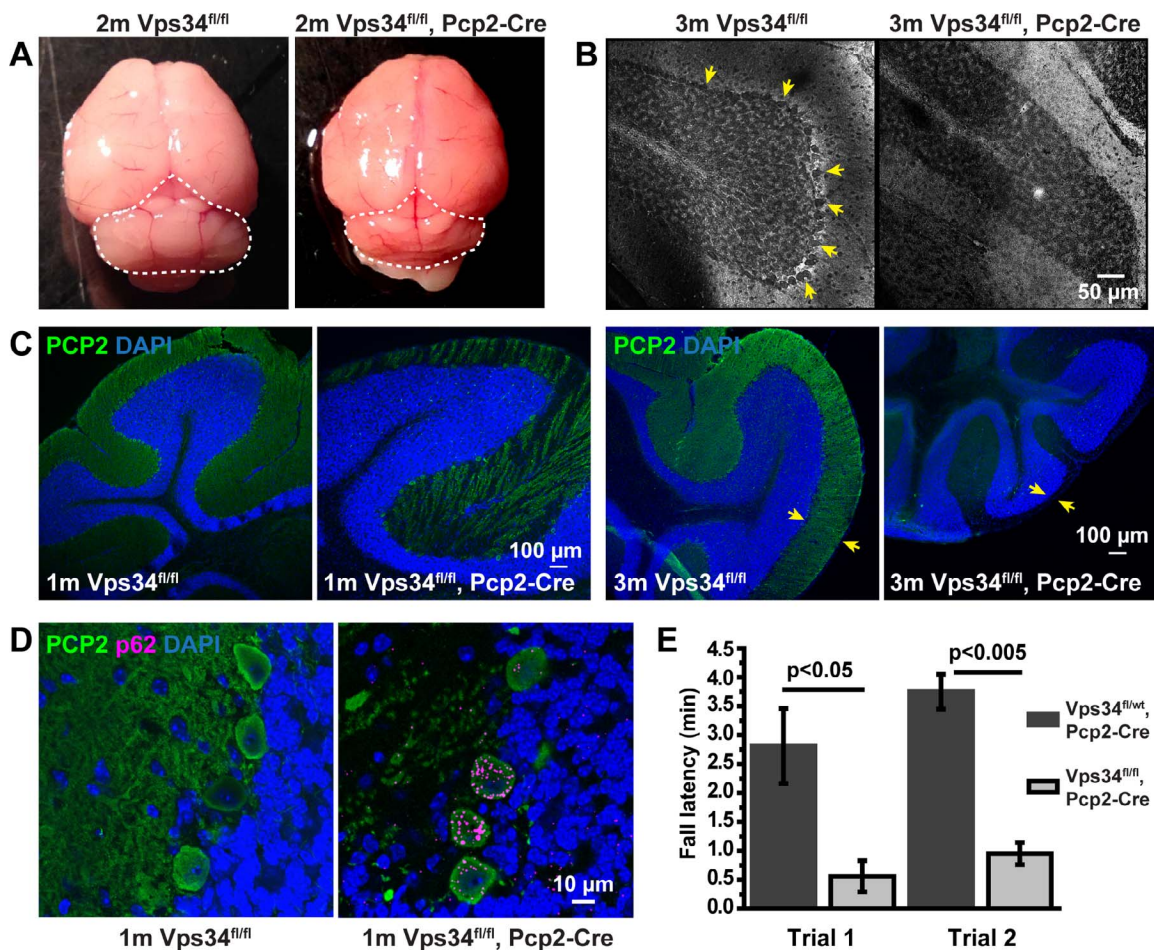 A
2m Vps34fl/fl
2m Vps34fl/fl, Pcp2-Cre
B
3m Vps34fl/fl
3m Vps34fl/fl, Pcp2-Cre
50 µm
C
PCP2 DAPI
1m Vps34fl/fl
100 µm
1m Vps34fl/fl, Pcp2-Cre
PCP2 DAPI
3m Vps34fl/fl
100 µm
3m Vps34fl/fl, Pcp2-Cre
D
PCP2 p62 DAPI
10 µm
1m Vps34fl/fl
1m Vps34fl/fl, Pcp2-Cre
E
Fall latency (min)
4.5
4.0
3.5
3.0
2.5
2.0
1.5
1.0
0.5
0.0
p<0.05
p<0.005
Trial 1
Trial 2
Vps34fl/wt,
Pcp2-Cre
Vps34fl/fl,
Pcp2-Cre